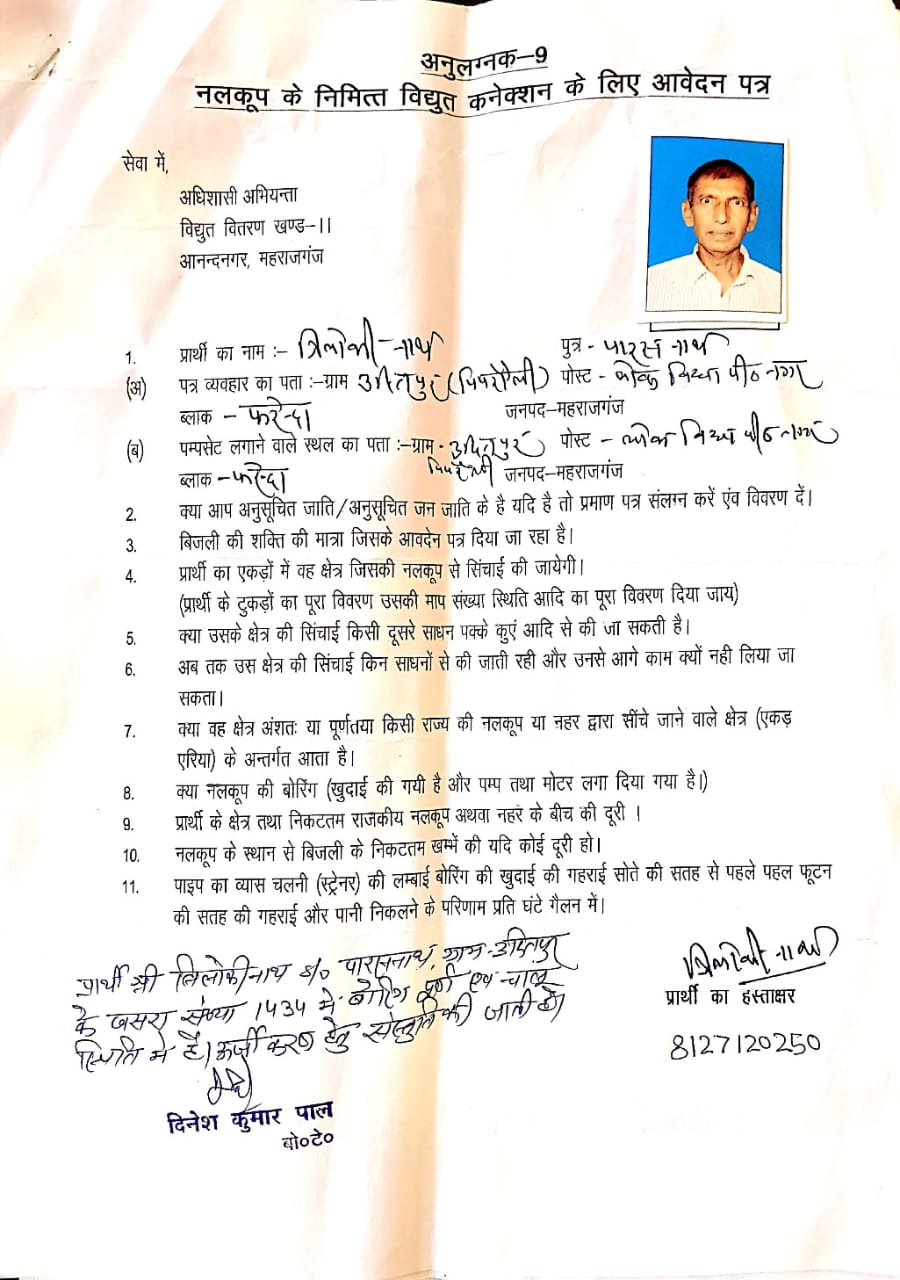 अनुलग्नक–9
नलकूप के निमित्त विद्युत कनेक्शन के लिए आवेदन पत्र
सेवा में,
अधिशासी अभियन्ता
विद्युत वितरण खण्ड–II
आनन्दनगर, महराजगंज
1. प्रार्थी का नाम :– त्रिलोकी नाथ पुत्र - पारस नाथ
(अ) पत्र व्यवहार का पता :–ग्राम उदितपुर (पिपरौली) पोस्ट - विद्या पीठ नगर
ब्लाक – फरेन्दा जनपद–महराजगंज
(ब) पम्पसेट लगाने वाले स्थल का पता :–ग्राम - उदितपुर पोस्ट – विद्या पीठ नगर
ब्लाक – फरेन्दा जनपद–महराजगंज
2. क्या आप अनुसूचित जाति/अनुसूचित जन जाति के है यदि है तो प्रमाण पत्र संलग्न करें एंव विवरण दें।
3. बिजली की शक्ति की मात्रा जिसके आवदेन पत्र दिया जा रहा है।
4. प्रार्थी का एकड़ों में वह क्षेत्र जिसकी नलकूप से सिंचाई की जायेगी।
(प्रार्थी के टुकड़ों का पूरा विवरण उसकी माप संख्या स्थिति आदि का पूरा विवरण दिया जाय)
5. क्या उसके क्षेत्र की सिंचाई किसी दूसरे साधन पक्के कुएं आदि से की जा सकती है।
6. अब तक उस क्षेत्र की सिंचाई किन साधनों से की जाती रही और उनसे आगे काम क्यों नही लिया जा
सकता।
7. क्या वह क्षेत्र अंशतः या पूर्णतया किसी राज्य की नलकूप या नहर द्वारा सींचे जाने वाले क्षेत्र (एकड़
एरिया) के अन्तर्गत आता है।
8. क्या नलकूप की बोरिंग (खुदाई की गयी है और पम्प तथा मोटर लगा दिया गया है।)
9. प्रार्थी के क्षेत्र तथा निकटतम राजकीय नलकूप अथवा नहर के बीच की दूरी ।
10. नलकूप के स्थान से बिजली के निकटतम खम्भें की यदि कोई दूरी हो।
11. पाइप का व्यास चलनी (स्ट्रेनर) की लम्बाई बोरिंग की खुदाई की गहराई सोते की सतह से पहले पहल फूटन
की सतह की गहराई और पानी निकलने के परिणाम प्रति घंटे गैलन में।
प्रार्थी श्री त्रिलोकीनाथ S/o पारसनाथ, ग्राम-उदितपुर
के खसरा संख्या 1434 मे बोरिंग पूर्ण एवं चालू
स्थिति मे है। ऊर्जीकरण हेतु संस्तुति की जाती है।
दिनेश कुमार पाल
बो०टे०
त्रिलोकी नाथ
प्रार्थी का हस्ताक्षर
8127120250